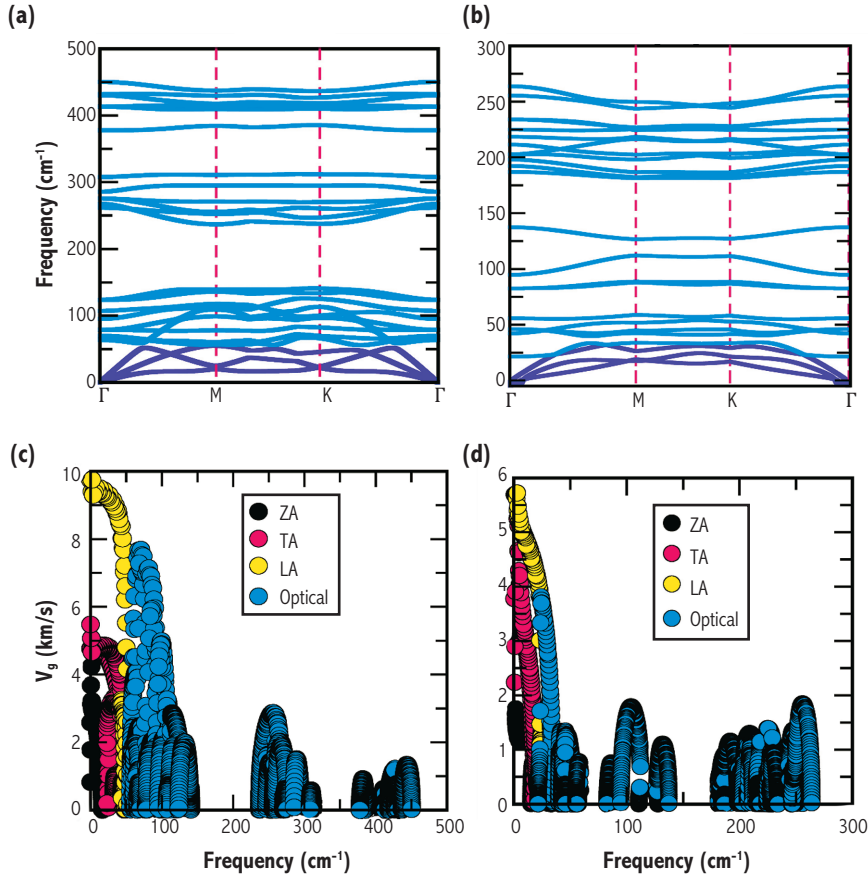 (a)
500
400
300
200
100
0
Frequency (cm⁻¹)
Γ
M
K
Γ
(b)
300
250
200
150
100
50
0
Γ
M
K
Γ
(c)
10
8
6
4
2
0
V_g (km/s)
ZA
TA
LA
Optical
0
100
200
300
400
500
Frequency (cm⁻¹)
(d)
6
5
4
3
2
1
0
ZA
TA
LA
Optical
0
100
200
300
Frequency (cm⁻¹)